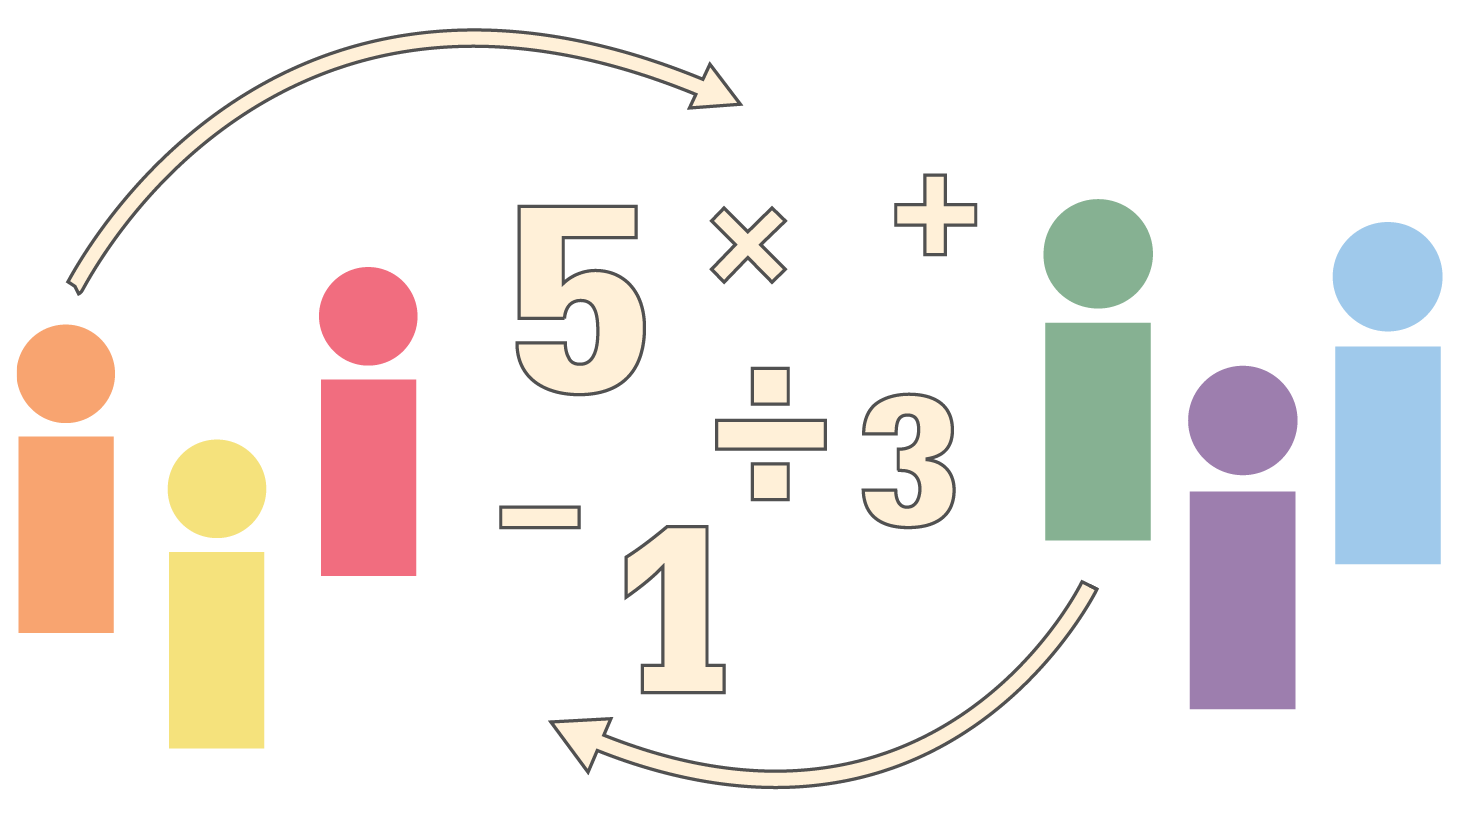 5 × +
÷ 3
− 1